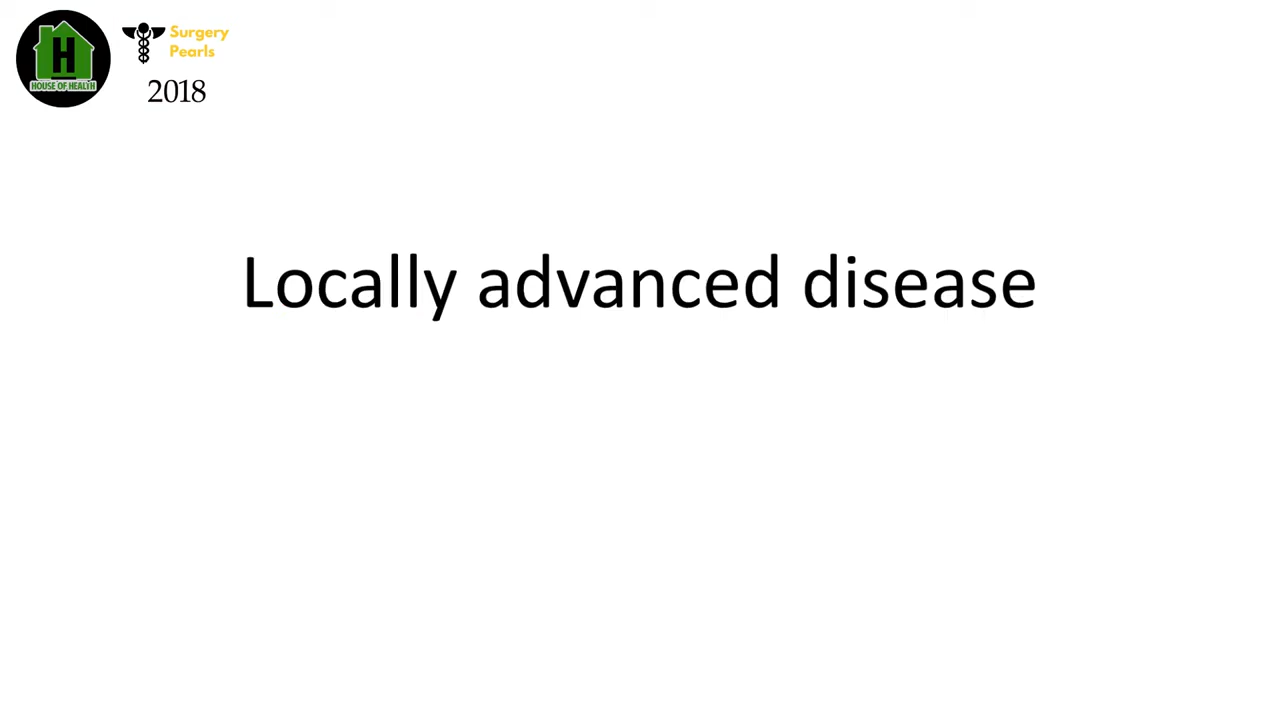 H
HOUSE OF HEALTH
Surgery
Pearls
2018
Locally advanced disease